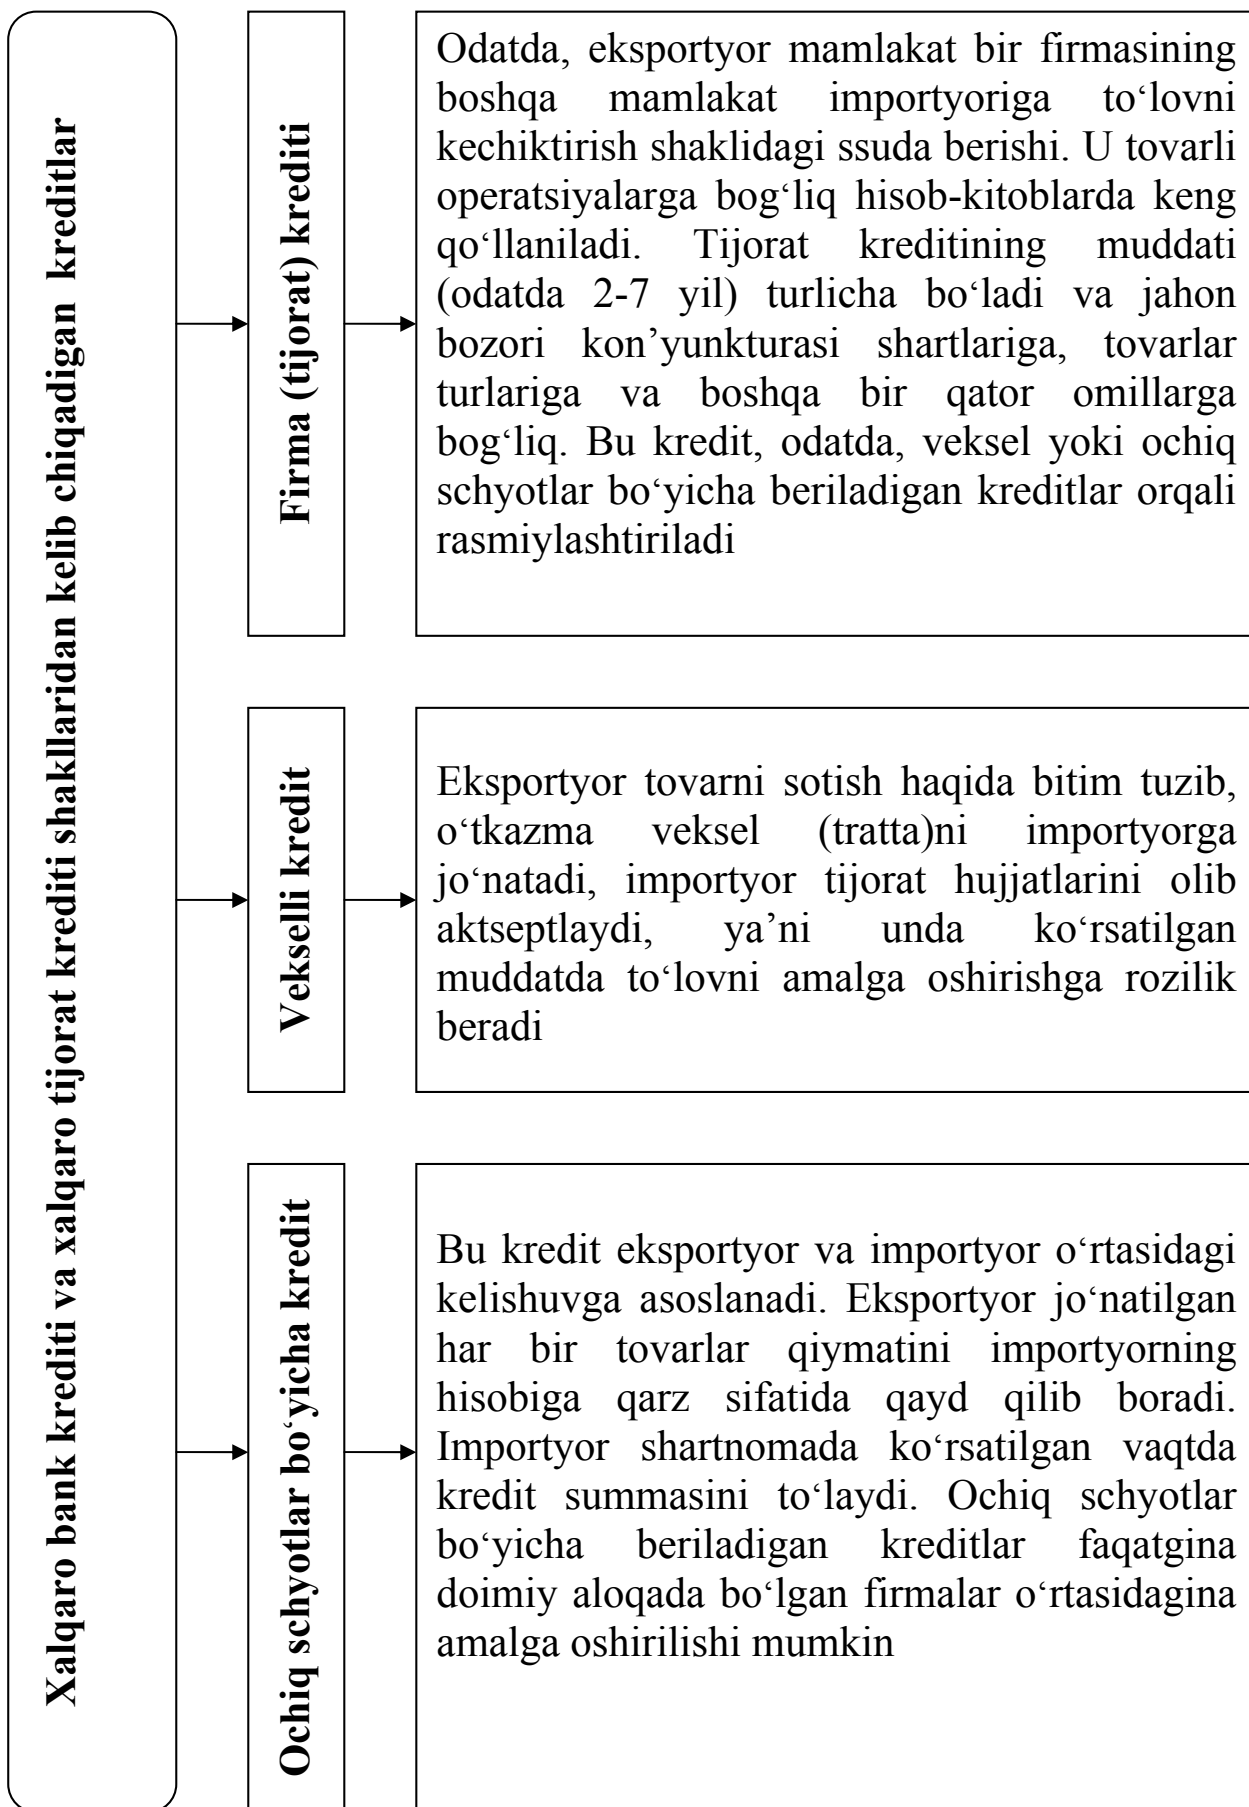 Xalqaro bank krediti va xalqaro tijorat krediti shakllaridan kelib chiqadigan kreditlar
Firma (tijorat) krediti
Odatda, eksportyor mamlakat bir firmasining
boshqa mamlakat importyoriga to‘lovni
kechiktirish shaklidagi ssuda berishi. U tovarli
operatsiyalarga bog‘liq hisob-kitoblarda keng
qo‘llaniladi. Tijorat kreditining muddati
(odatda 2-7 yil) turlicha bo‘ladi va jahon
bozori kon’yunkturasi shartlariga, tovarlar
turlariga va boshqa bir qator omillarga
bog‘liq. Bu kredit, odatda, veksel yoki ochiq
schyotlar bo‘yicha beriladigan kreditlar orqali
rasmiylashtiriladi
Vekselli kredit
Eksportyor tovarni sotish haqida bitim tuzib,
o‘tkazma veksel (tratta)ni importyorga
jo‘natadi, importyor tijorat hujjatlarini olib
aktseptlaydi, ya’ni unda ko‘rsatilgan
muddatda to‘lovni amalga oshirishga rozilik
beradi
Ochiq schyotlar bo‘yicha kredit
Bu kredit eksportyor va importyor o‘rtasidagi
kelishuvga asoslanadi. Eksportyor jo‘natilgan
har bir tovarlar qiymatini importyorning
hisobiga qarz sifatida qayd qilib boradi.
Importyor shartnomada ko‘rsatilgan vaqtda
kredit summasini to‘laydi. Ochiq schyotlar
bo‘yicha beriladigan kreditlar faqatgina
doimiy aloqada bo‘lgan firmalar o‘rtasidagina
amalga oshirilishi mumkin